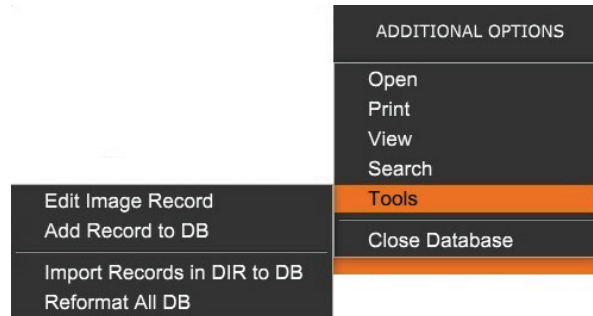 ADDITIONAL OPTIONS
Open
Print
View
Search
Tools
Close Database
Edit Image Record
Add Record to DB
Import Records in DIR to DB
Reformat All DB